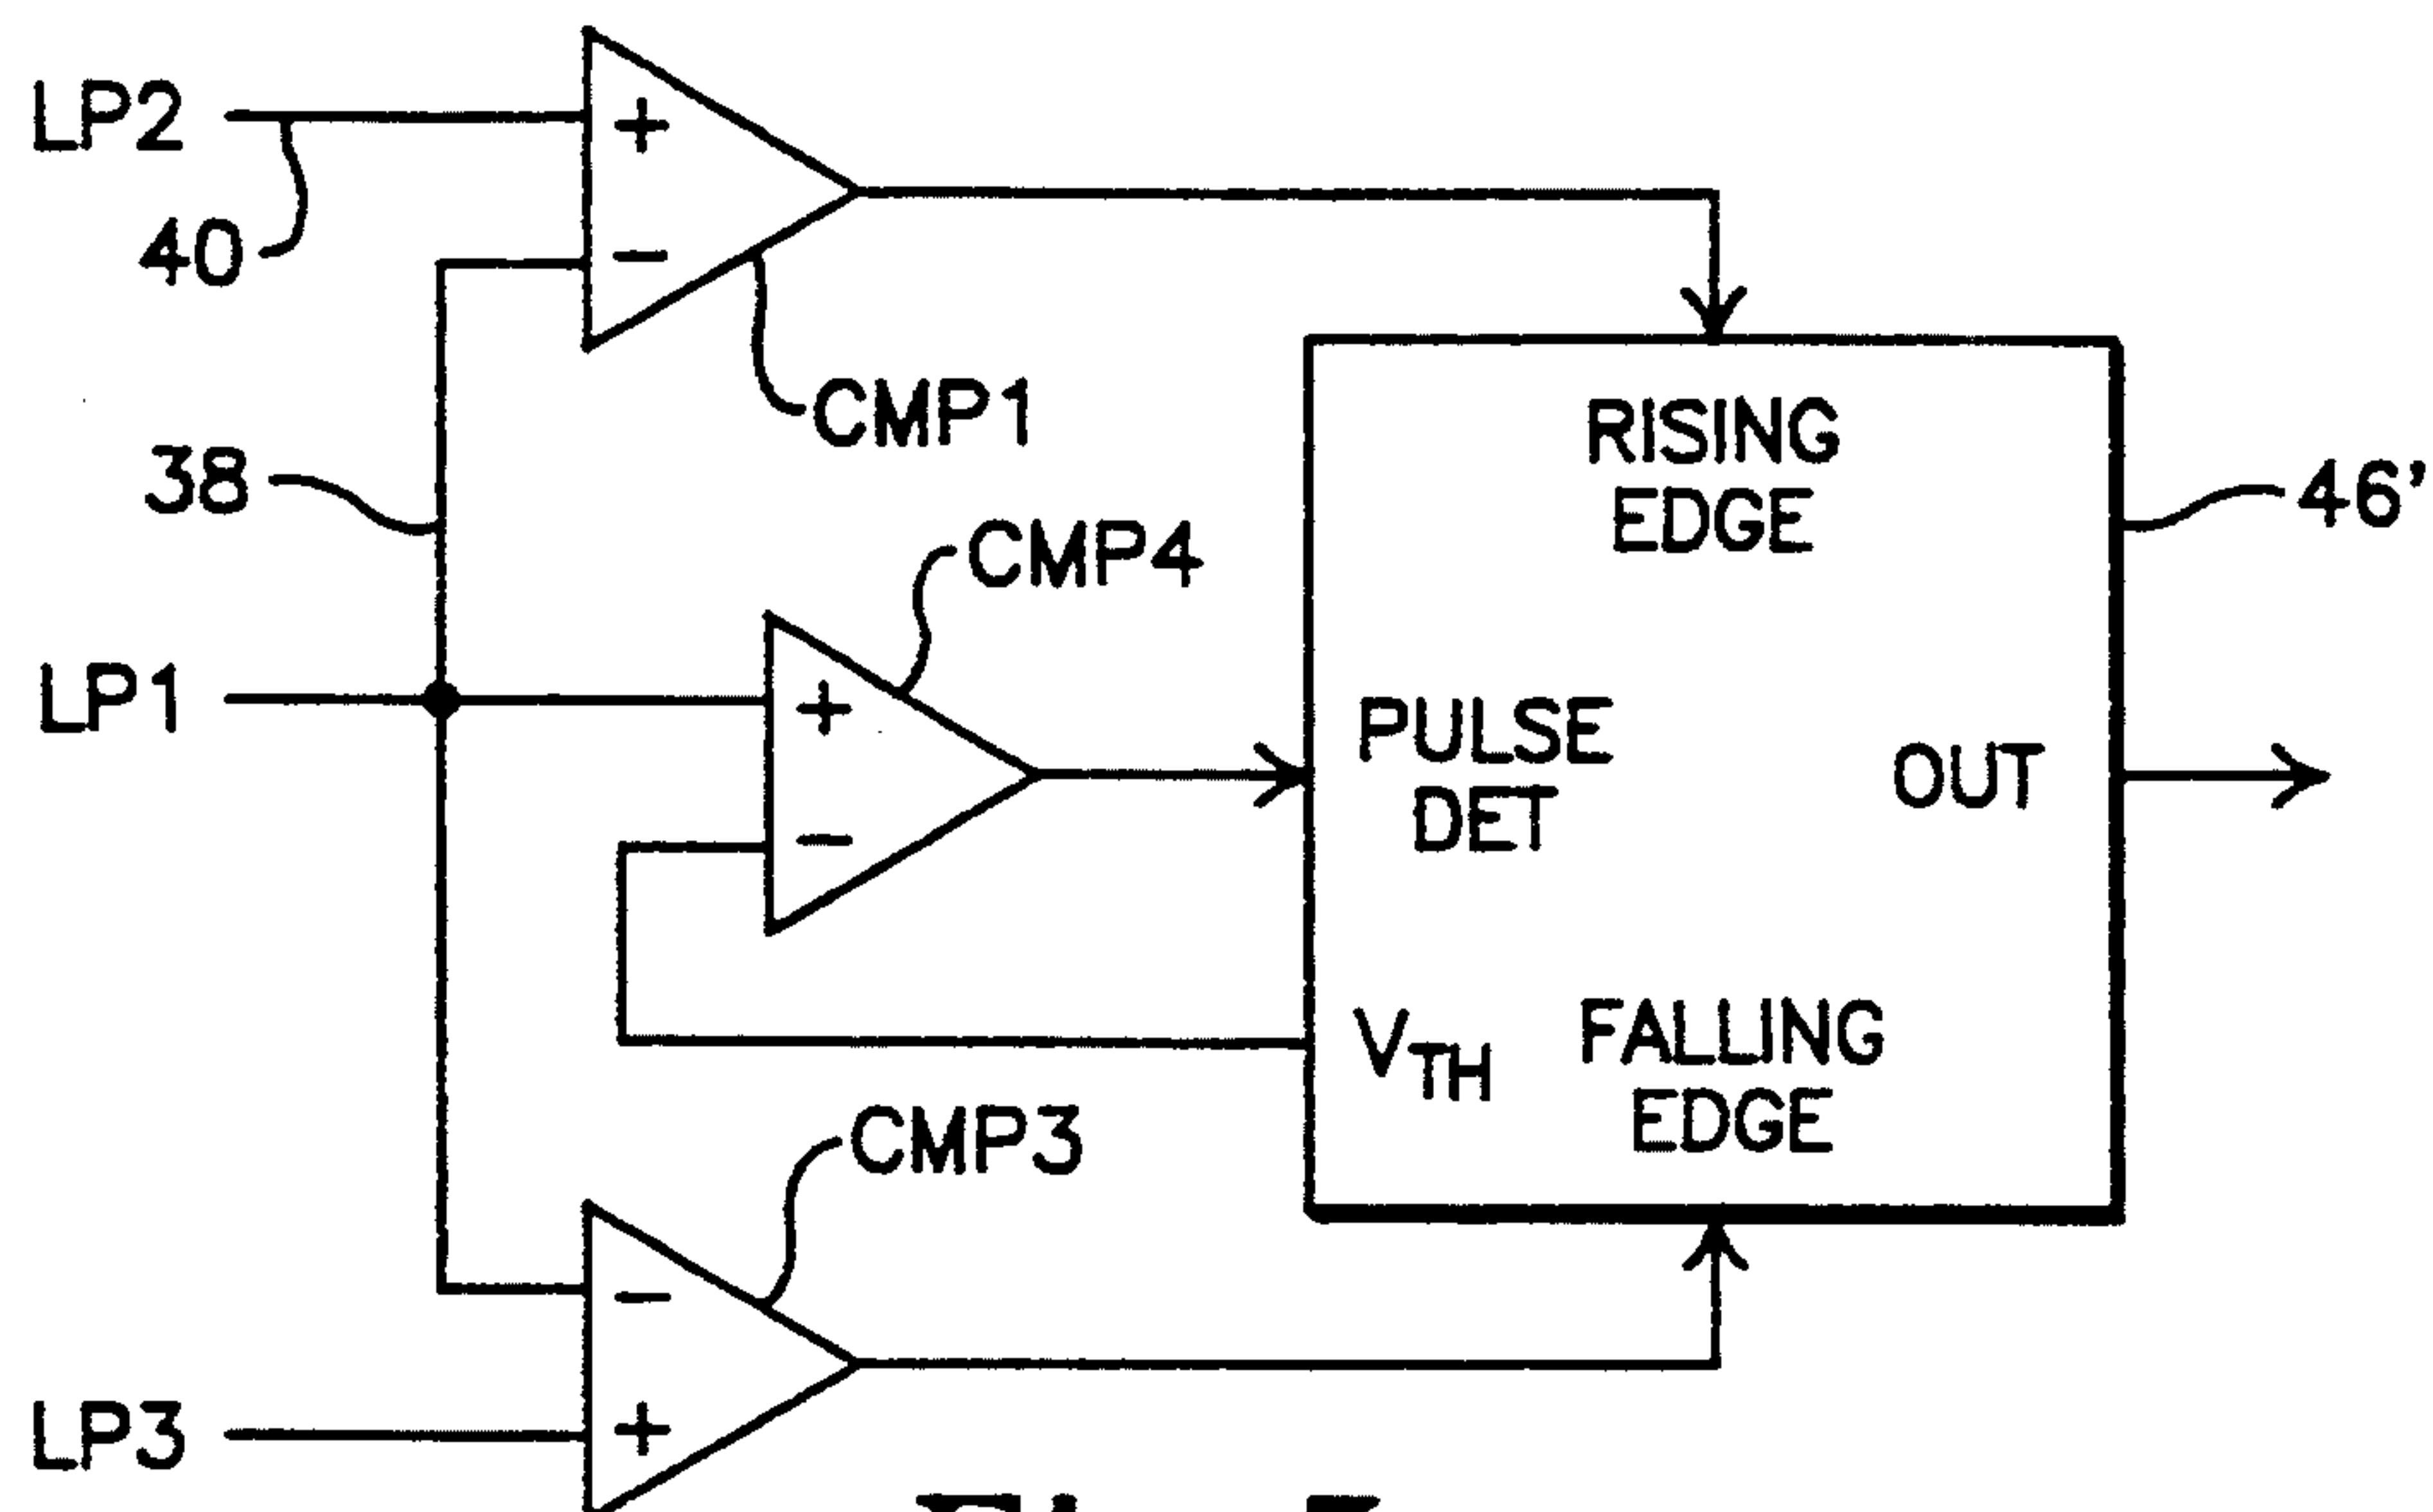 LP2
+
40
−
CMP1
RISING
EDGE
38
46'
CMP4
LP1
+
PULSE
DET
OUT
−
VTH
FALLING
EDGE
CMP3
−
LP3
+